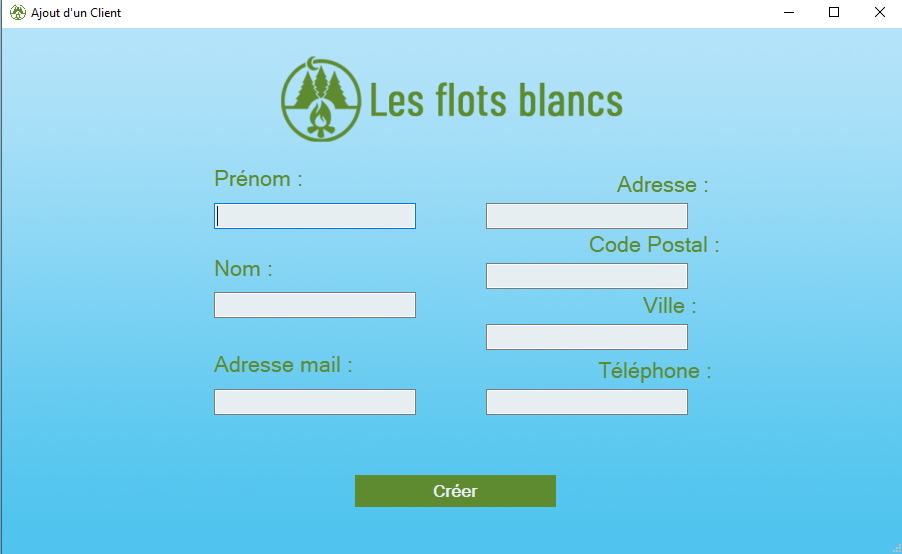 Ajout d'un Client
Les flots blancs
Prénom :
Nom :
Adresse mail :
Adresse :
Code Postal :
Ville :
Téléphone :
Créer